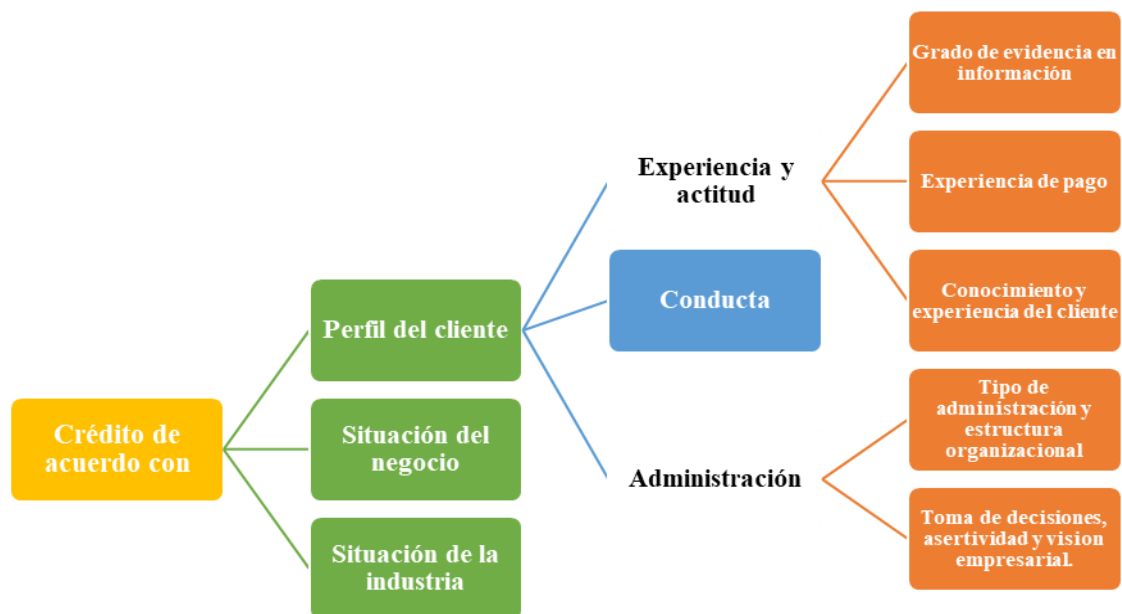 Crédito de
acuerdo con
Perfil del cliente
Situación del
negocio
Situación de la
industria
Experiencia y
actitud
Conducta
Administración
Grado de evidencia en
información
Experiencia de pago
Conocimiento y
experiencia del cliente
Tipo de
administración y
estructura
organizacional
Toma de decisiones,
asertividad y vision
empresarial.